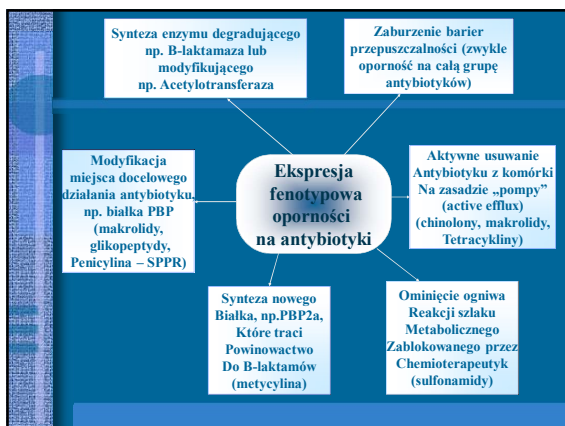 Synteza enzymu degradującego
np. B-laktamaza lub
modyfikującego
np. Acetylotransferaza
Zaburzenie barier
przepuszczalności (zwykle
oporność na całą grupę
antybiotyków)
Modyfikacja
miejsca docelowego
działania antybiotyku,
np. białka PBP
(makrolidy,
glikopeptydy,
Penicylina – SPPR)
Ekspresja
fenotypowa
oporności
na antybiotyki
Aktywne usuwanie
Antybiotyku z komórki
Na zasadzie „pompy”
(active efflux)
(chinolony, makrolidy,
Tetracykliny)
Synteza nowego
Białka, np.PBP2a,
Które traci
Powinowactwo
Do B-laktamów
(metycylina)
Ominięcie ogniwa
Reakcji szlaku
Metabolicznego
Zablokowanego przez
Chemioterapeutyk
(sulfonamidy)